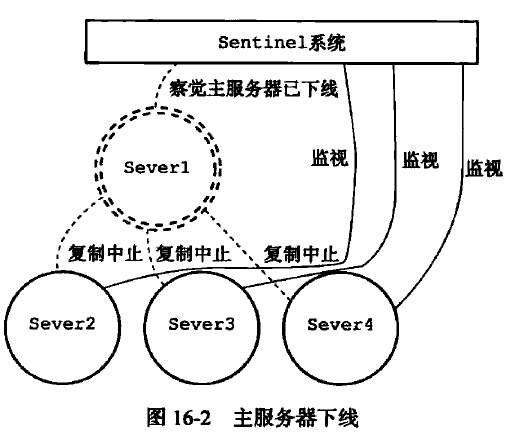 Sentinel系统
察觉主服务器已下线
Sever1
监视
监视
监视
复制中止
复制中止
复制中止
Sever2
Sever3
Sever4
图 16-2 主服务器下线